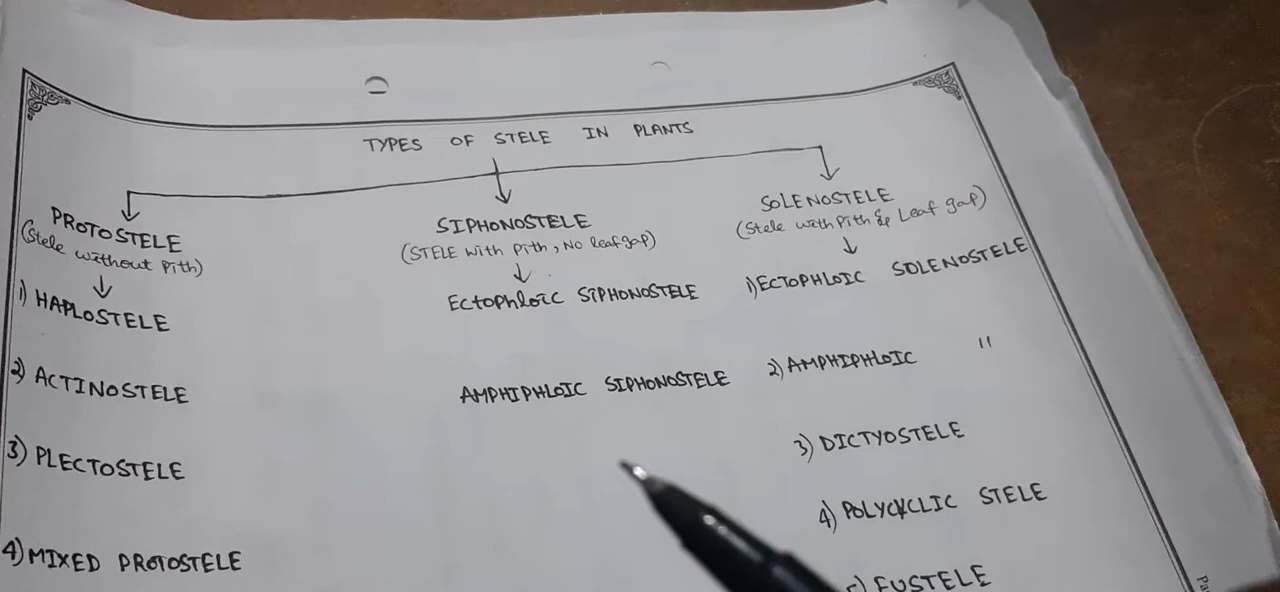 TYPES OF STELE IN PLANTS
PROTOSTELE
(Stele without pith)
1) HAPLOSTELE
2) ACTINOSTELE
3) PLECTOSTELE
4) MIXED PROTOSTELE
SIPHONOSTELE
(STELE with pith, No leafgap)
Ectophloic SIPHONOSTELE
AMPHIPHLOIC SIPHONOSTELE
SOLENOSTELE
(Stele with Pith & Leaf gap)
1) ECTOPHLOIC SOLENOSTELE
2) AMPHIPHLOIC "
3) DICTYOSTELE
4) POLYCYCLIC STELE
5) EUSTELE